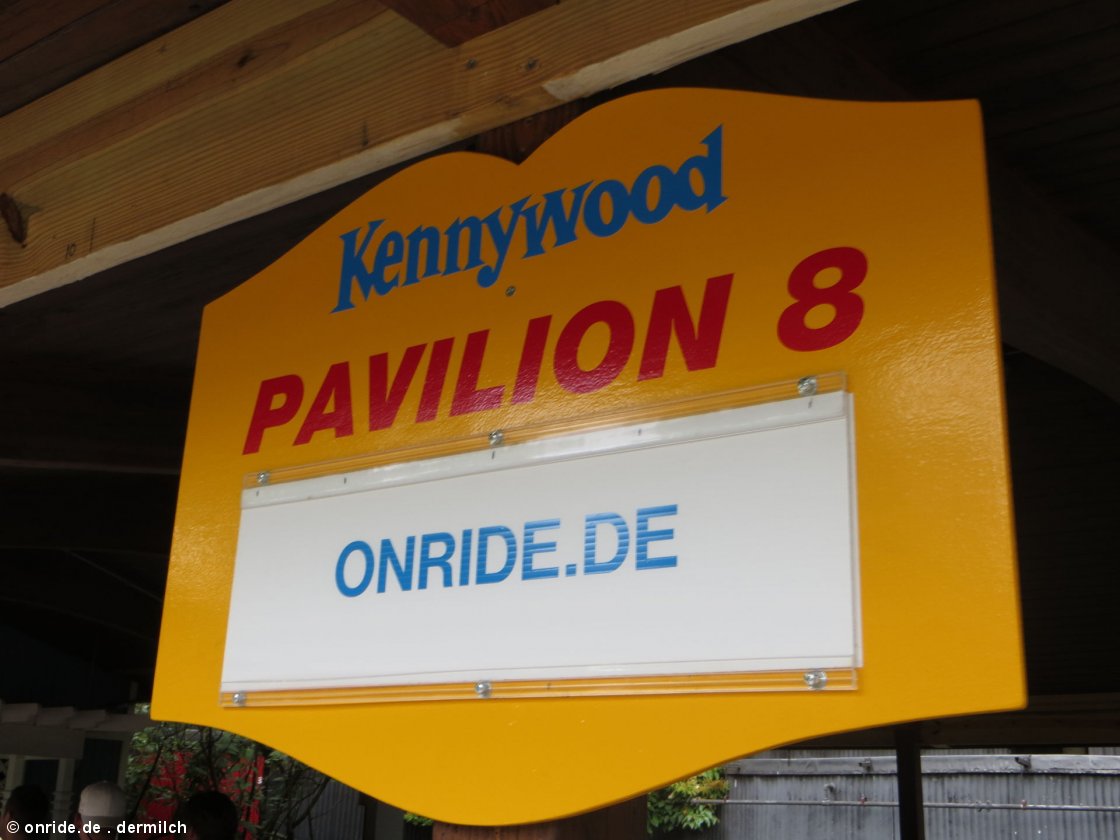 Kennywood
PAVILION 8
ONRIDE.DE
© onride.de . dermilch